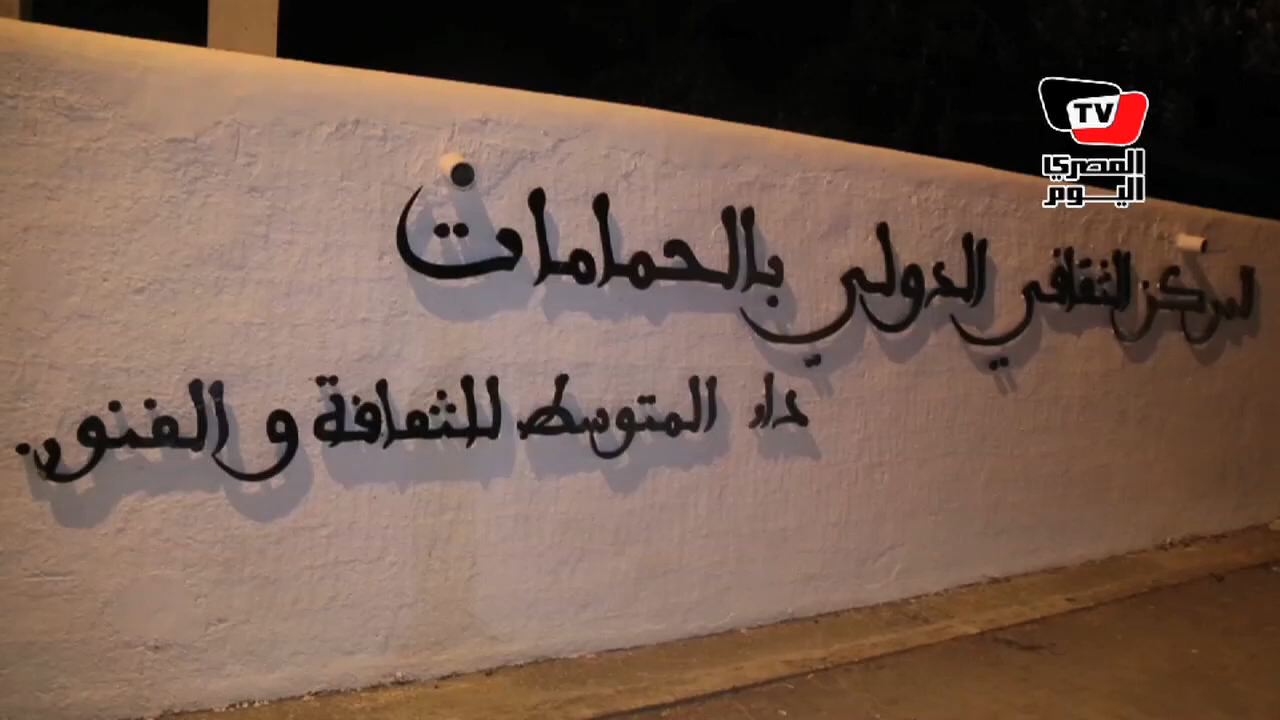 TV
المصري
اليوم
المركز الثقافي الدولي بالحمامات
دار المتوسط للثقافة و الفنون.